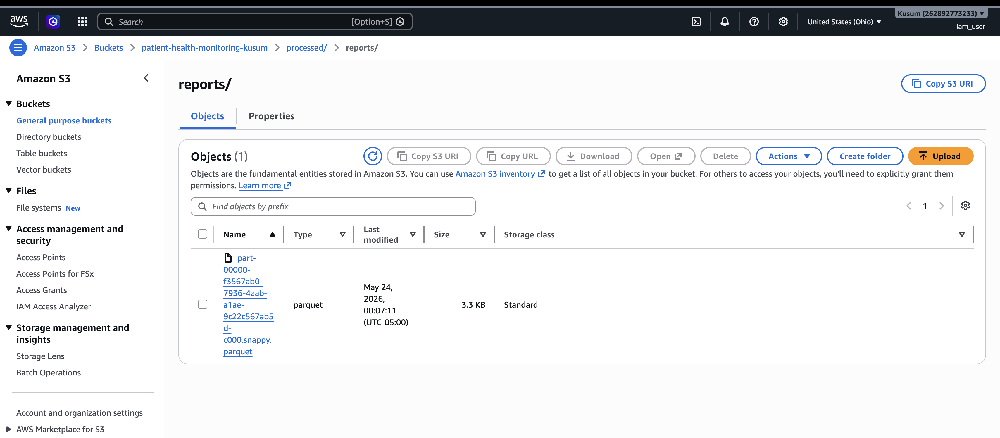 aws
Search
[Option+S]
United States (Ohio)
Kusum (262892773233)
iam_user
Amazon S3
Buckets
patient-health-monitoring-kusum
processed/
reports/
Amazon S3
Buckets
General purpose buckets
Directory buckets
Table buckets
Vector buckets
Files
File systems New
Access management and
security
Access Points
Access Points for FSx
Access Grants
IAM Access Analyzer
Storage management and
insights
Storage Lens
Batch Operations
Account and organization settings
AWS Marketplace for S3
reports/
Copy S3 URI
Objects
Properties
Objects (1)
Copy S3 URI
Copy URL
Download
Open
Delete
Actions
Create folder
Upload
Objects are the fundamental entities stored in Amazon S3. You can use Amazon S3 inventory to get a list of all objects in your bucket. For others to access your objects, you'll need to explicitly grant them
permissions. Learn more
Find objects by prefix
1
Name
Type
Last
modified
Size
Storage class
part-
00000-
f3567ab0-
7936-4aab-
a1ae-
9c22c567ab5
d-
c000.snappy.
parquet
parquet
May 24,
2026,
00:07:11
(UTC-05:00)
3.3 KB
Standard